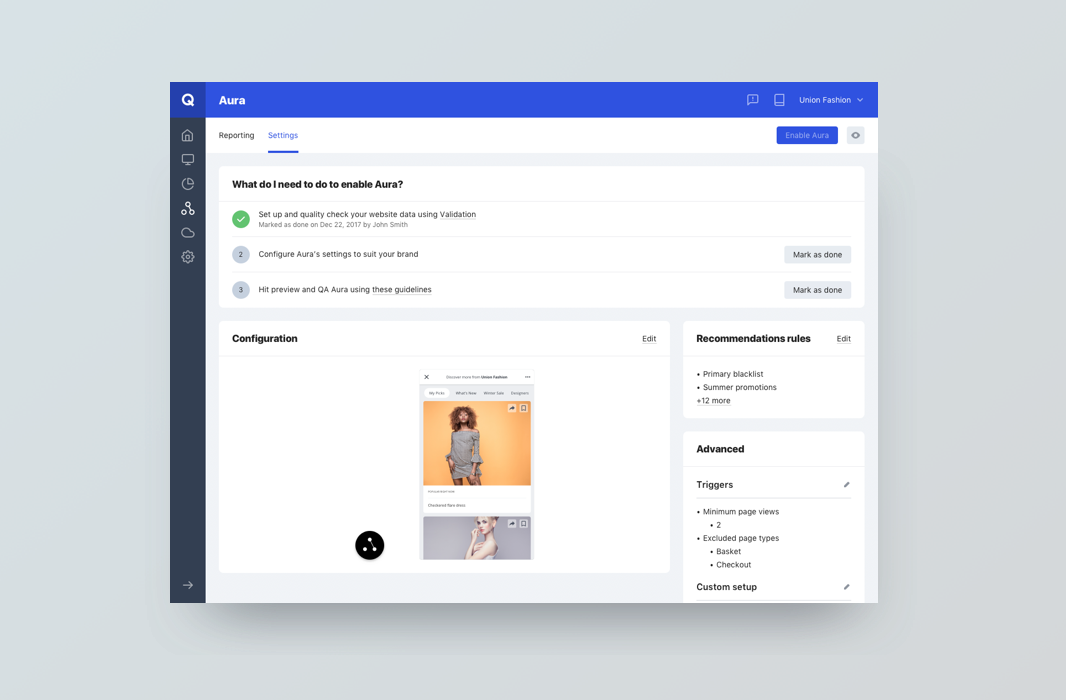 Q
Aura
Union Fashion
Reporting
Settings
Enable Aura
What do I need to do to enable Aura?
Set up and quality check your website data using Validation
Marked as done on Dec 22, 2017 by John Smith
2
Configure Aura's settings to suit your brand
Mark as done
3
Hit preview and QA Aura using these guidelines
Mark as done
Configuration
Edit
Discover more from Union Fashion
My Picks
What's New
Winter Sale
Designers
Checkered flare dress
Recommendations rules
Edit
• Primary blacklist
• Summer promotions
+12 more
Advanced
Triggers
• Minimum page views
• 2
• Excluded page types
• Basket
• Checkout
Custom setup